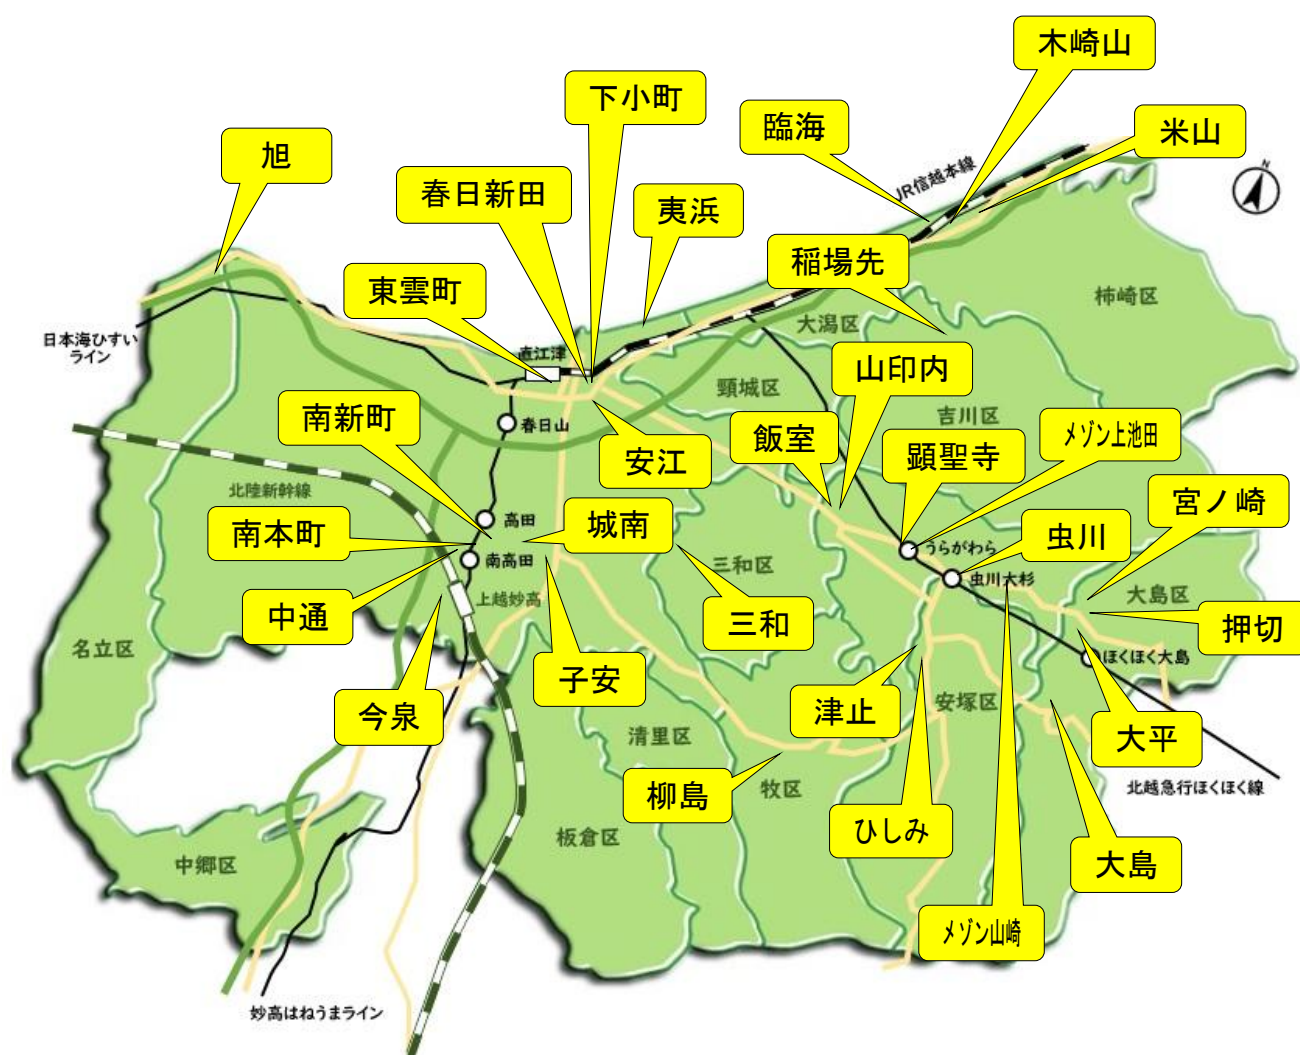 木崎山
下小町
臨海
米山
旭
N
JR信越本線
春日新田
夷浜
稲場先
東雲町
柿崎区
大潟区
日本海ひすい
ライン
直江津
山印内
頸城区
吉川区
南新町
春日山
飯室
顕聖寺
メゾン上池田
安江
宮ノ崎
北陸新幹線
高田
城南
南本町
虫川
うらがわら
南高田
三和区
虫川大杉
大島区
上越妙高
中通
三和
押切
名立区
ほくほく大島
子安
今泉
津止
安塚区
大平
清里区
柳島
牧区
北越急行ほくほく線
ひしみ
板倉区
中郷区
大島
メゾン山崎
妙高はねうまライン